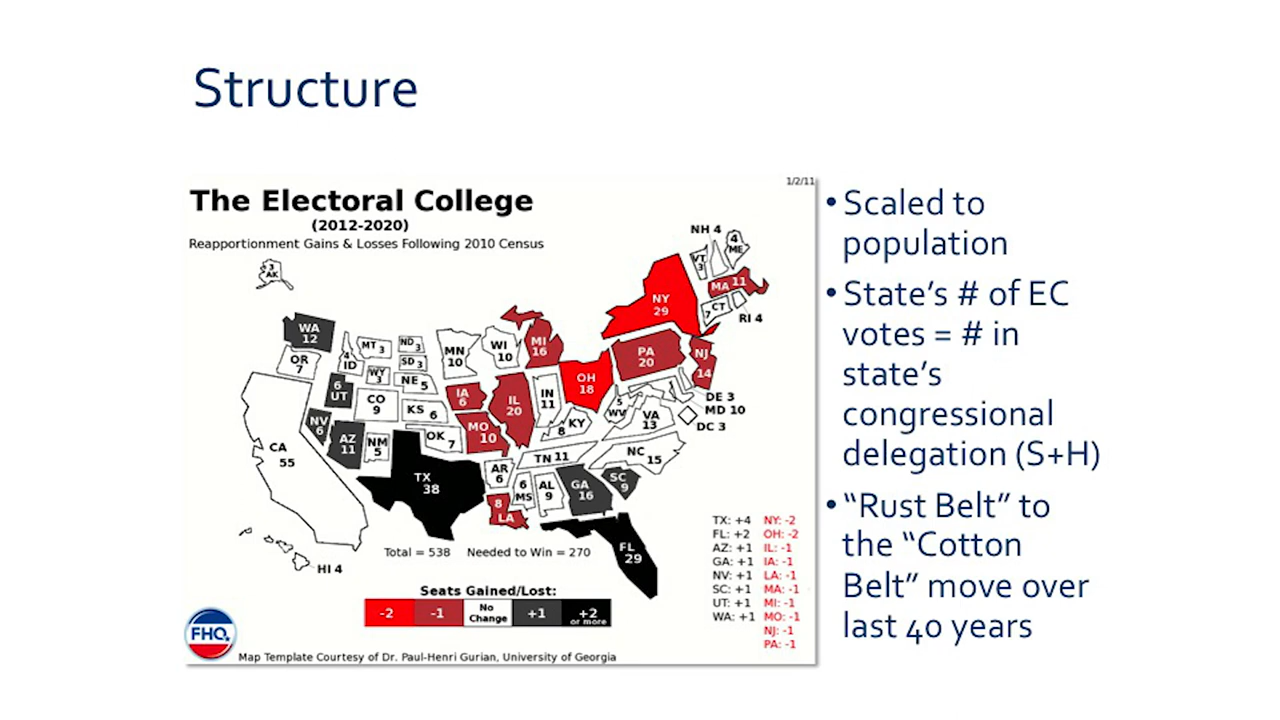 Structure
1/2/11
The Electoral College
(2012-2020)
Reapportionment Gains & Losses Following 2010 Census
NH 4
4
ME
3
AK
VT
3
MA 11
NY
29
CT
7
RI 4
WA
12
MT 3
ND
3
MN
10
WI
10
MI
16
PA
20
NJ
14
OR
7
4
ID
SD 3
WY
3
NE 5
IA
6
OH
18
6
UT
CO
9
IL
20
IN
11
DE 3
MD 10
DC 3
NV
6
KS 6
MO
10
5
WV
VA
13
KY
8
CA
55
AZ
11
NM
5
OK 7
TN 11
NC 15
AR
6
TX
38
6
MS
AL
9
GA
16
SC
9
8
LA
FL
29
HI 4
Total = 538 Needed to Win = 270
TX: +4 NY: -2
FL: +2 OH: -2
AZ: +1 IL: -1
GA: +1 IA: -1
NV: +1 LA: -1
SC: +1 MA: -1
UT: +1 MI: -1
WA: +1 MO: -1
NJ: -1
PA: -1
Seats Gained/Lost:
-2 -1 No Change +1 +2 or more
FHQ
Map Template Courtesy of Dr. Paul-Henri Gurian, University of Georgia
• Scaled to
population
• State's # of EC
votes = # in
state's
congressional
delegation (S+H)
• “Rust Belt” to
the “Cotton
Belt” move over
last 40 years